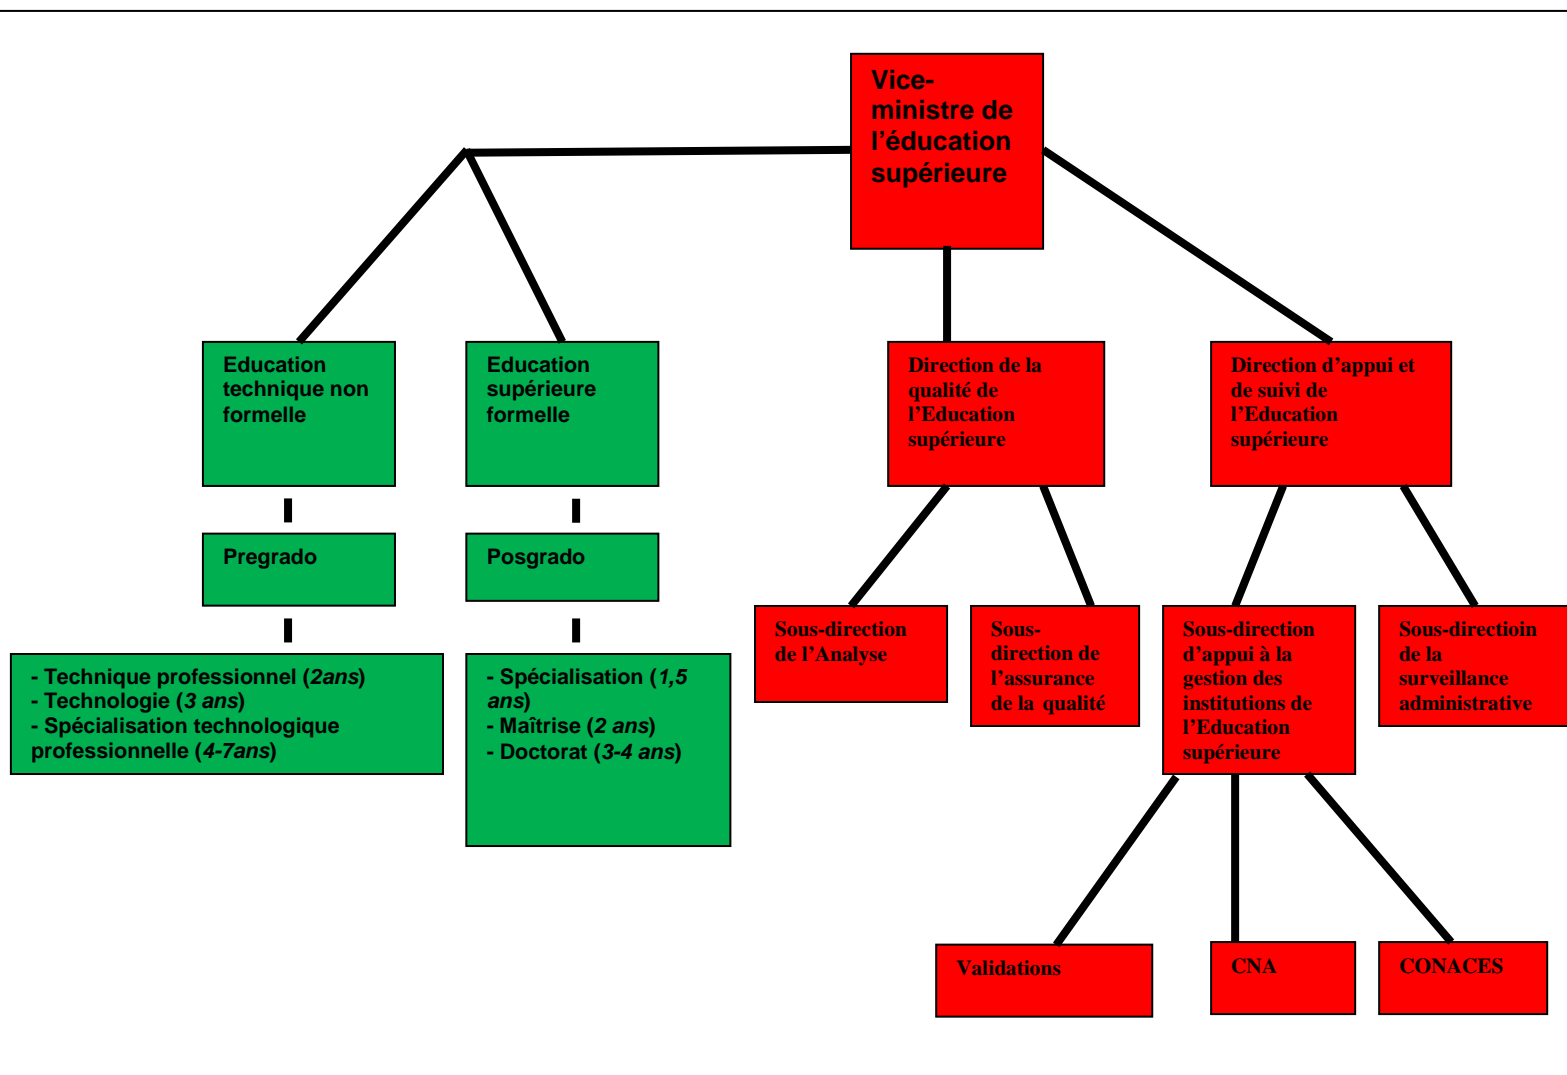 Vice-
ministre de
l’éducation
supérieure
Education
technique non
formelle
Education
supérieure
formelle
Direction de la
qualité de
l’Education
supérieure
Direction d’appui et
de suivi de
l’Education
supérieure
Pregrado
Posgrado
- Technique professionnel (2ans)
- Technologie (3 ans)
- Spécialisation technologique
professionnelle (4-7ans)
- Spécialisation (1,5
ans)
- Maîtrise (2 ans)
- Doctorat (3-4 ans)
Sous-direction
de l’Analyse
Sous-
direction de
l’assurance
de la qualité
Sous-direction
d’appui à la
gestion des
institutions de
l’Education
supérieure
Sous-directioin
de la
surveillance
administrative
Validations
CNA
CONACES